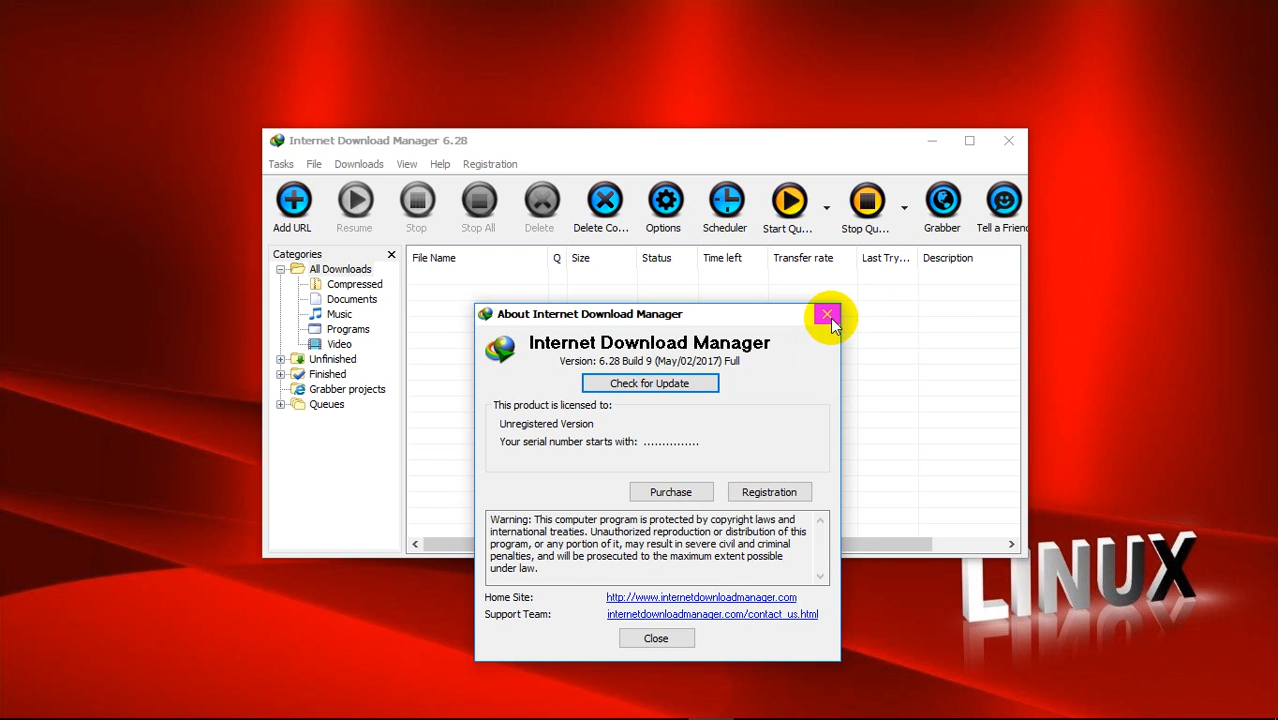 Internet Download Manager 6.28
Tasks File Downloads View Help Registration
Add URL Resume Stop Stop All Delete Delete Co... Options Scheduler Start Qu... Stop Qu... Grabber Tell a Friend
Categories
File Name Q Size Status Time left Transfer rate Last Try... Description
All Downloads
Compressed
Documents
Music
Programs
Video
Unfinished
Finished
Grabber projects
Queues
About Internet Download Manager
Internet Download Manager
Version: 6.28 Build 9 (May/02/2017) Full
Check for Update
This product is licensed to:
Unregistered Version
Your serial number starts with: ...............
Purchase Registration
Warning: This computer program is protected by copyright laws and
international treaties. Unauthorized reproduction or distribution of this
program, or any portion of it, may result in severe civil and criminal
penalties, and will be prosecuted to the maximum extent possible
under law.
Home Site: http://www.internetdownloadmanager.com
Support Team: internetdownloadmanager.com/contact_us.html
Close
LINUX